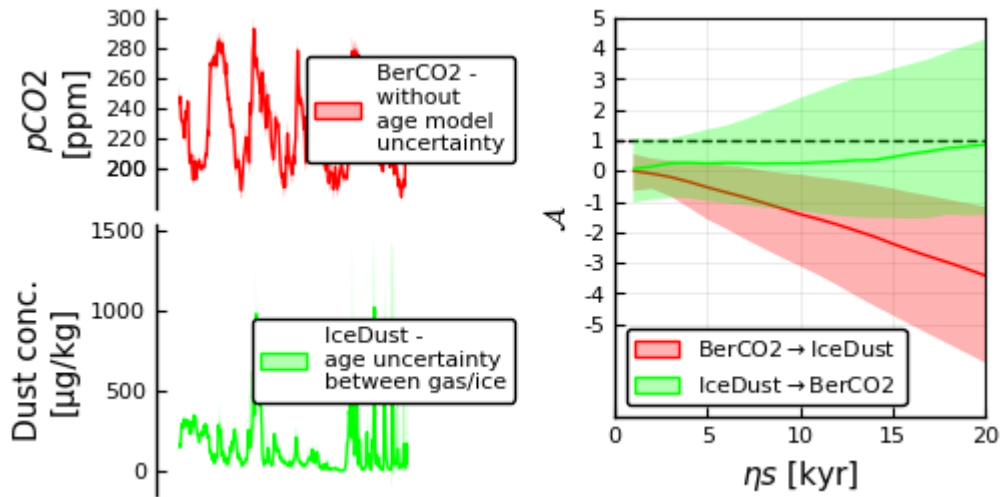 300
280
260
240
220
200
pCO2
[ppm]
BerCO2 -
without
age model
uncertainty
1500
1000
500
0
Dust conc.
[µg/kg]
IceDust -
age uncertainty
between gas/ice
5
4
3
2
1
0
-1
-2
-3
-4
-5
𝒜
BerCO2 → IceDust
IceDust → BerCO2
0
5
10
15
20
ηs [kyr]